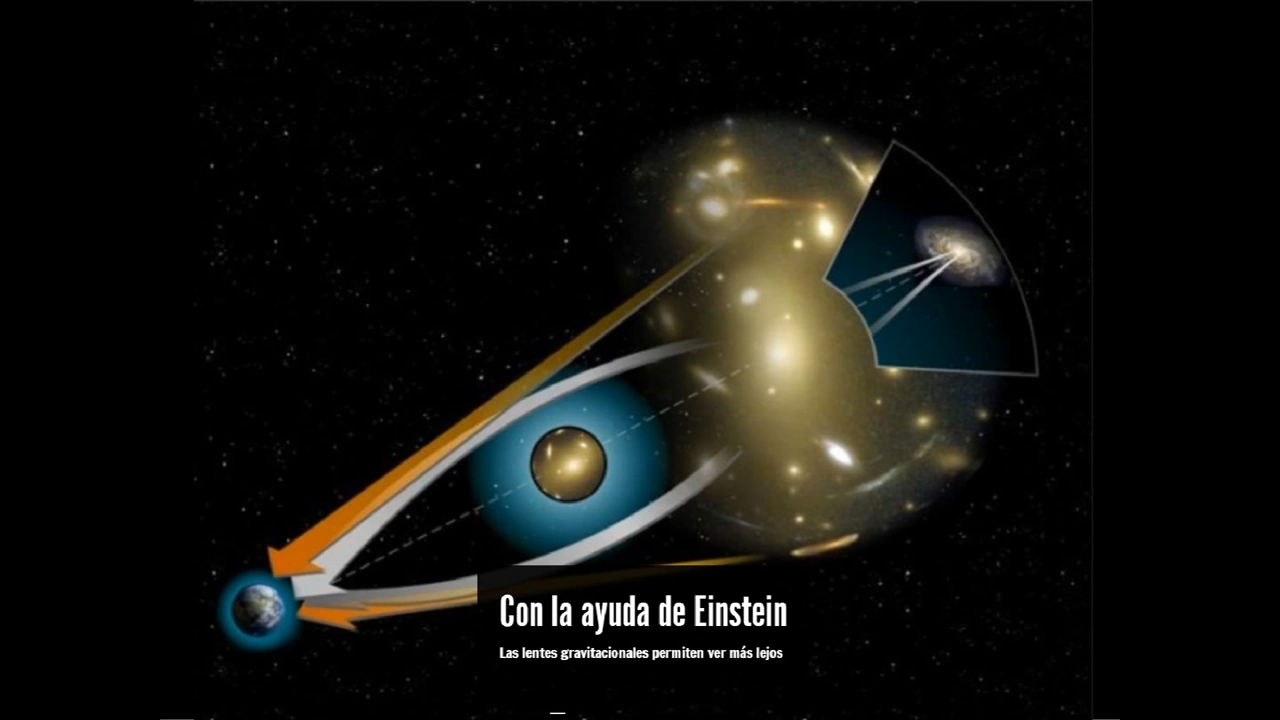 Con la ayuda de Einstein
Las lentes gravitacionales permiten ver más lejos